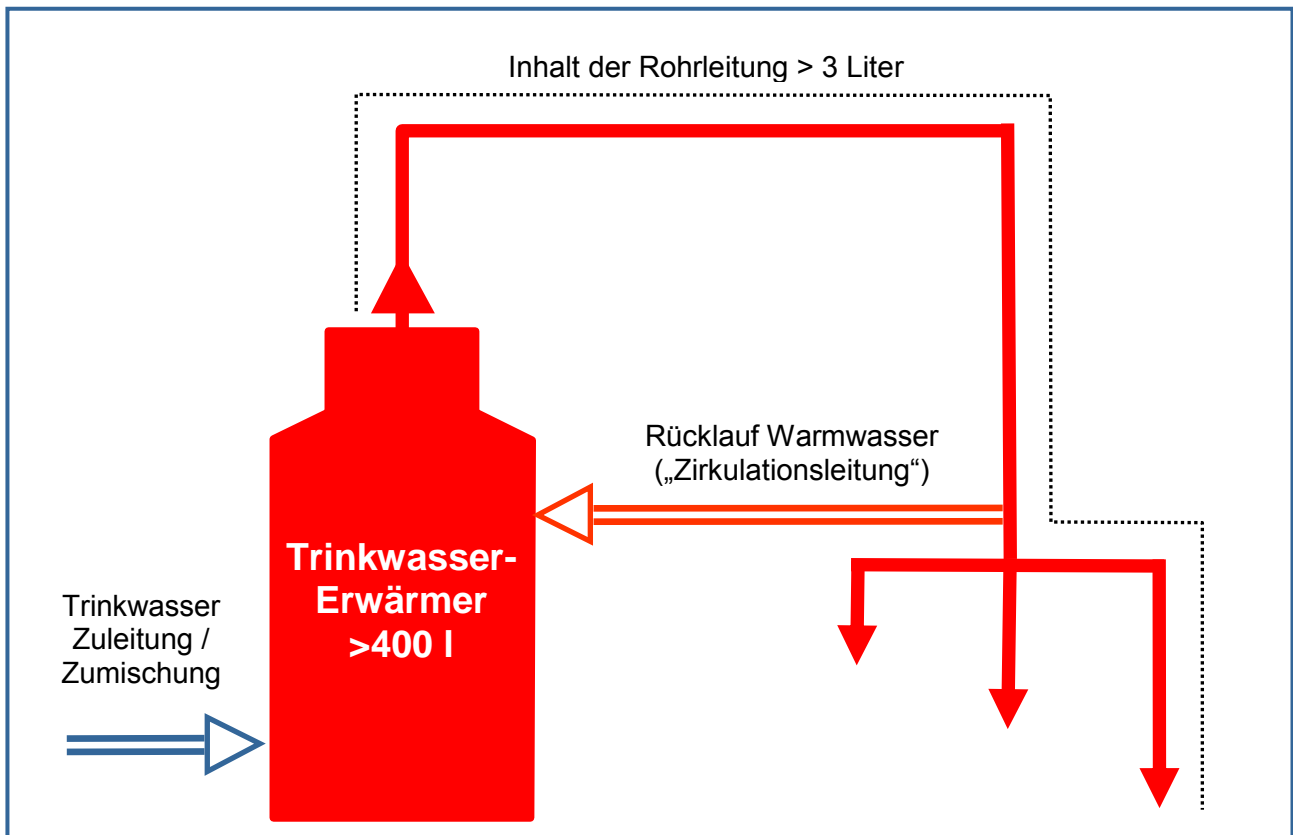 Inhalt der Rohrleitung > 3 Liter
Rücklauf Warmwasser
(„Zirkulationsleitung“)
Trinkwasser-
Erwärmer
>400 l
Trinkwasser
Zuleitung /
Zumischung